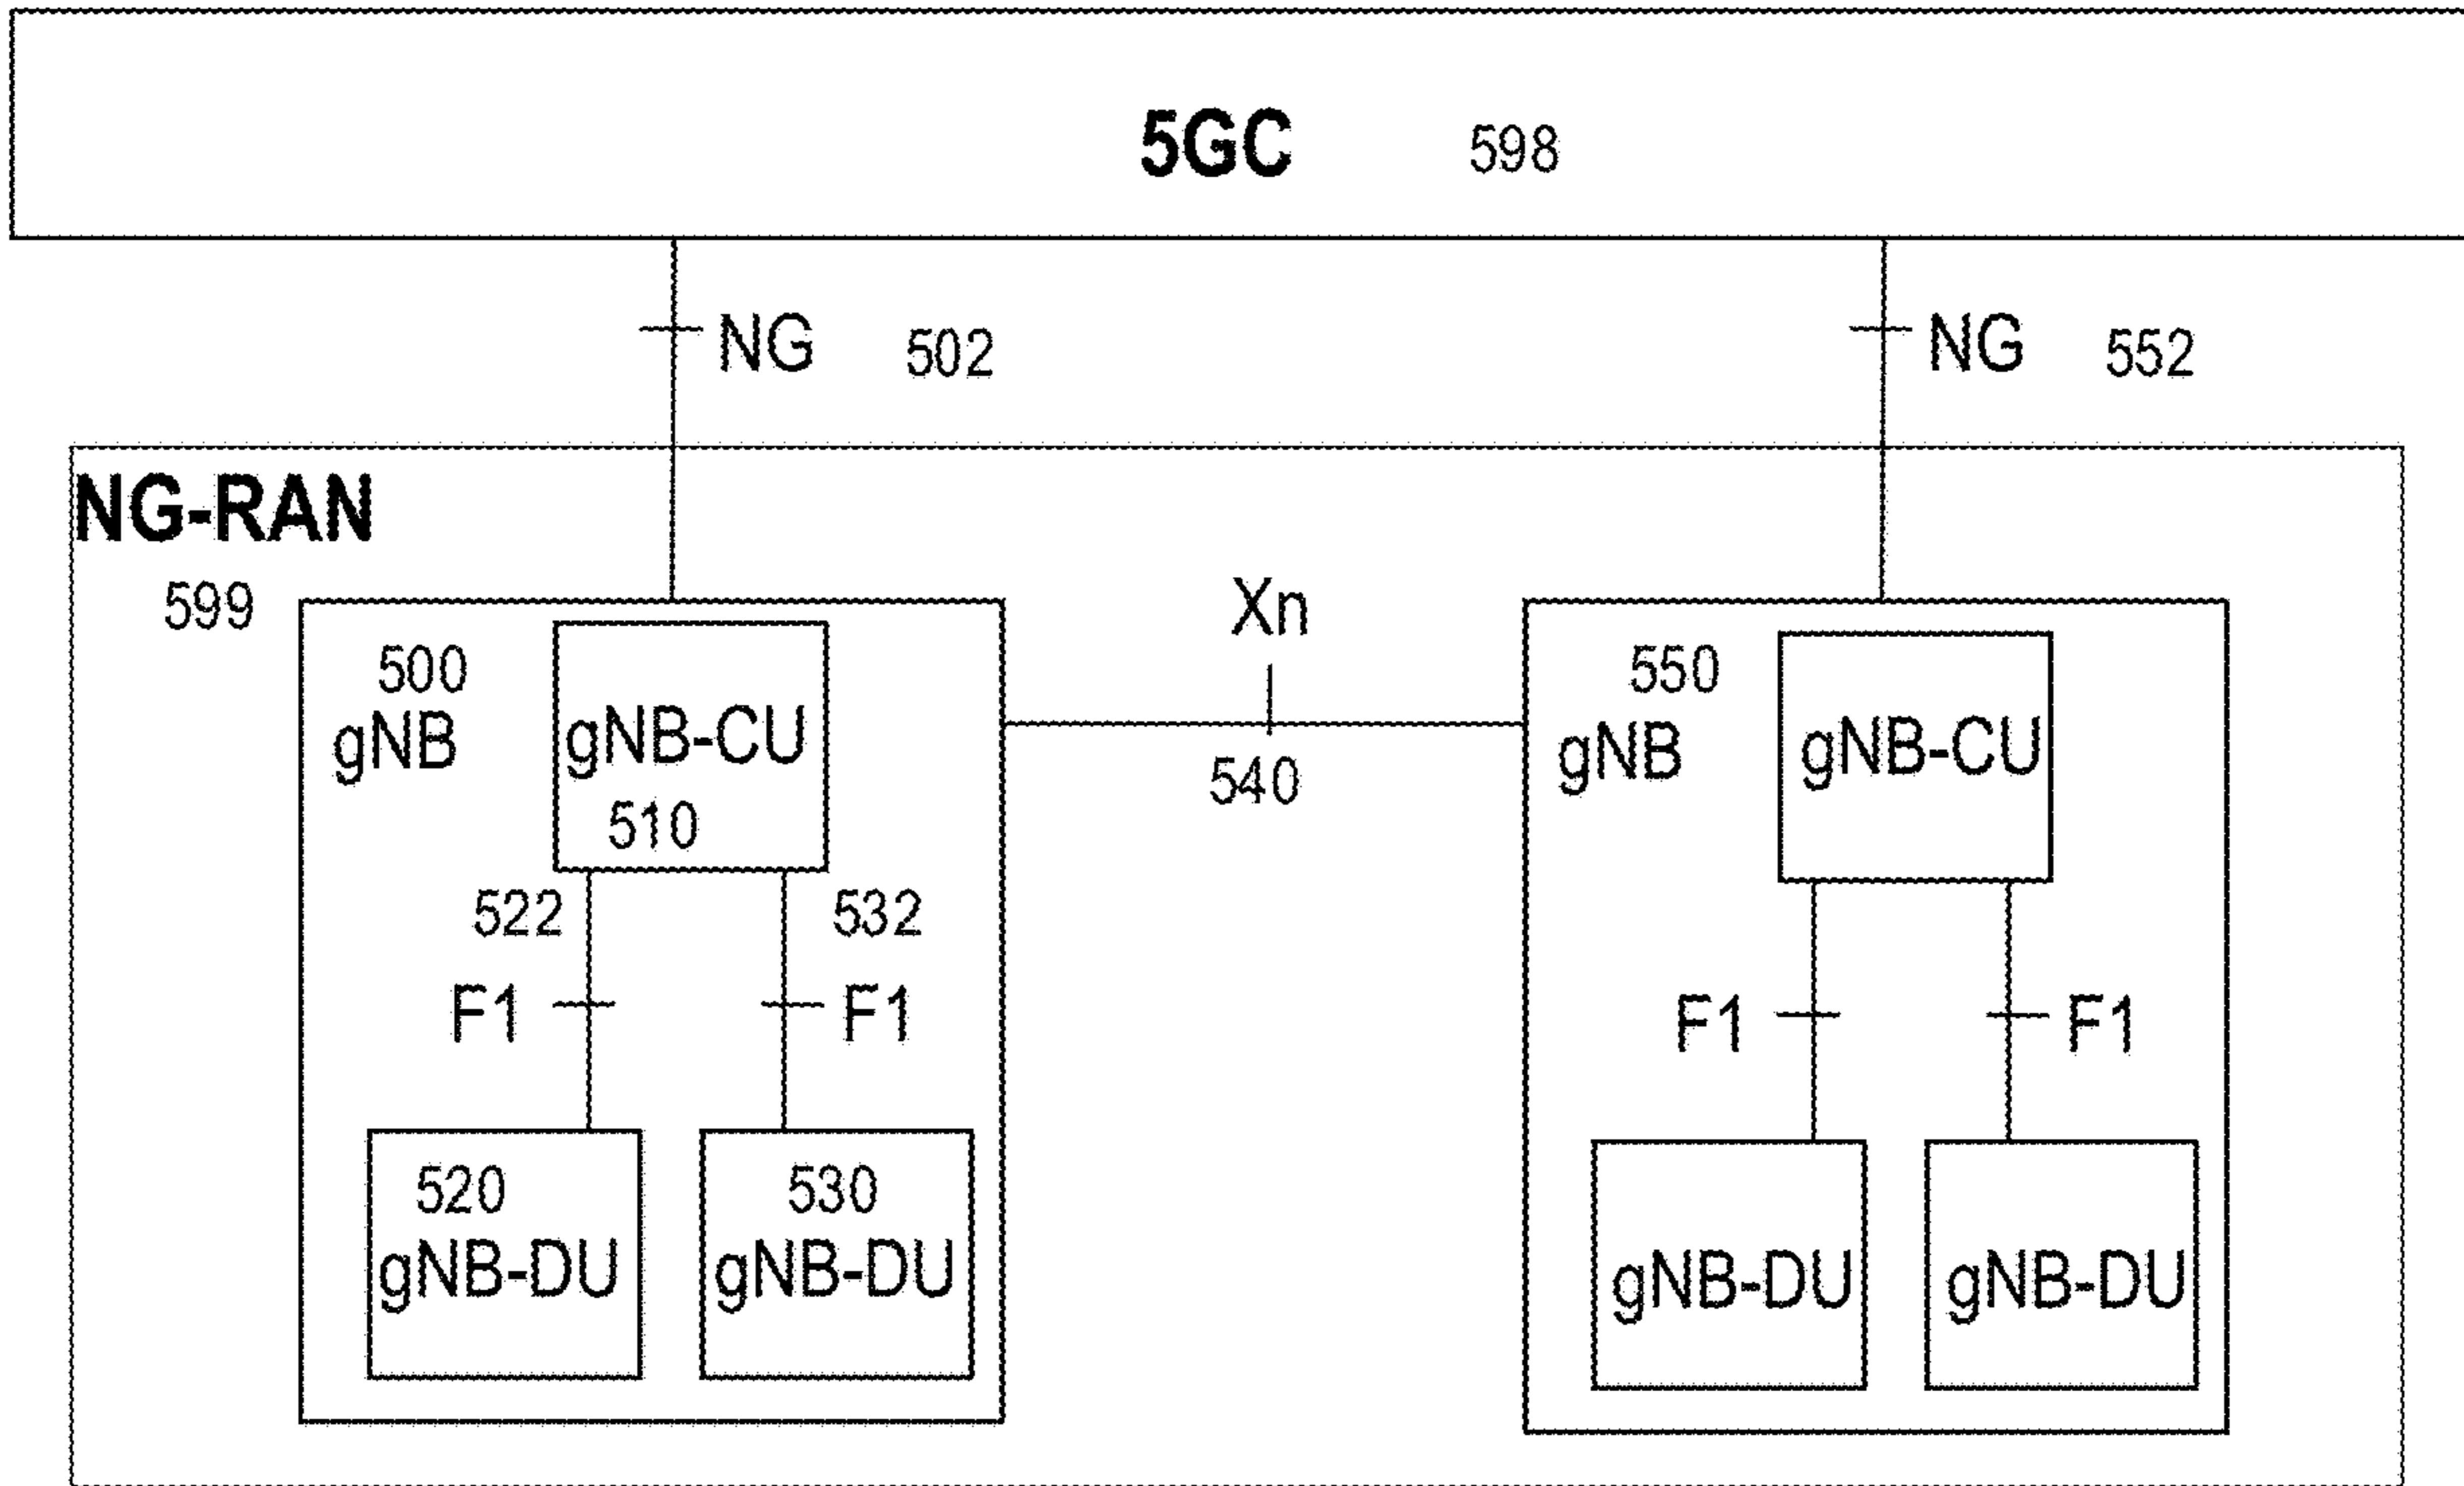 5GC 598
NG 502
NG 552
NG-RAN
599
500
gNB
gNB-CU
510
522
532
F1
F1
520
gNB-DU
530
gNB-DU
Xn
540
550
gNB
gNB-CU
F1
F1
gNB-DU
gNB-DU